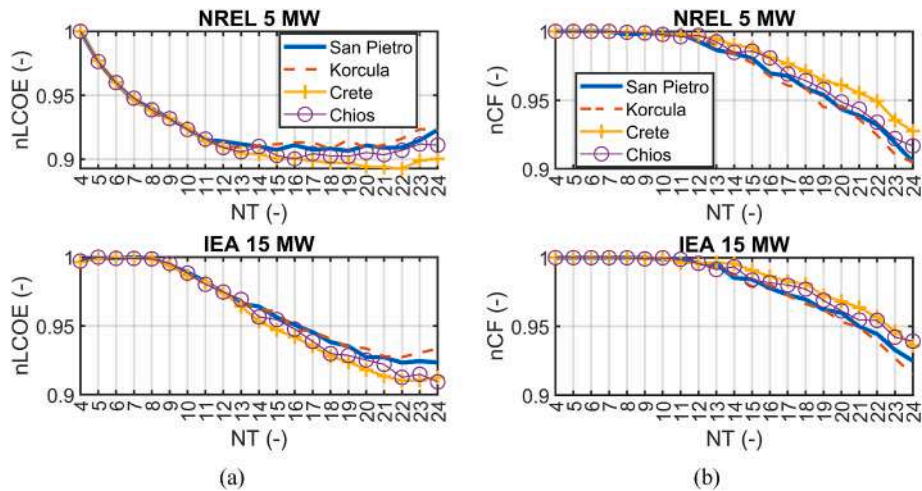 NREL 5 MW
nLCOE (-)
1
0.95
0.9
San Pietro
Korcula
Crete
Chios
4 5 6 7 8 9 10 11 12 13 14 15 16 17 18 19 20 21 22 23 24
NT (-)
NREL 5 MW
nCF (-)
1
0.95
0.9
San Pietro
Korcula
Crete
Chios
4 5 6 7 8 9 10 11 12 13 14 15 16 17 18 19 20 21 22 23 24
NT (-)
IEA 15 MW
nLCOE (-)
1
0.95
0.9
4 5 6 7 8 9 10 11 12 13 14 15 16 17 18 19 20 21 22 23 24
NT (-)
IEA 15 MW
nCF (-)
1
0.95
0.9
4 5 6 7 8 9 10 11 12 13 14 15 16 17 18 19 20 21 22 23 24
NT (-)
(a)
(b)